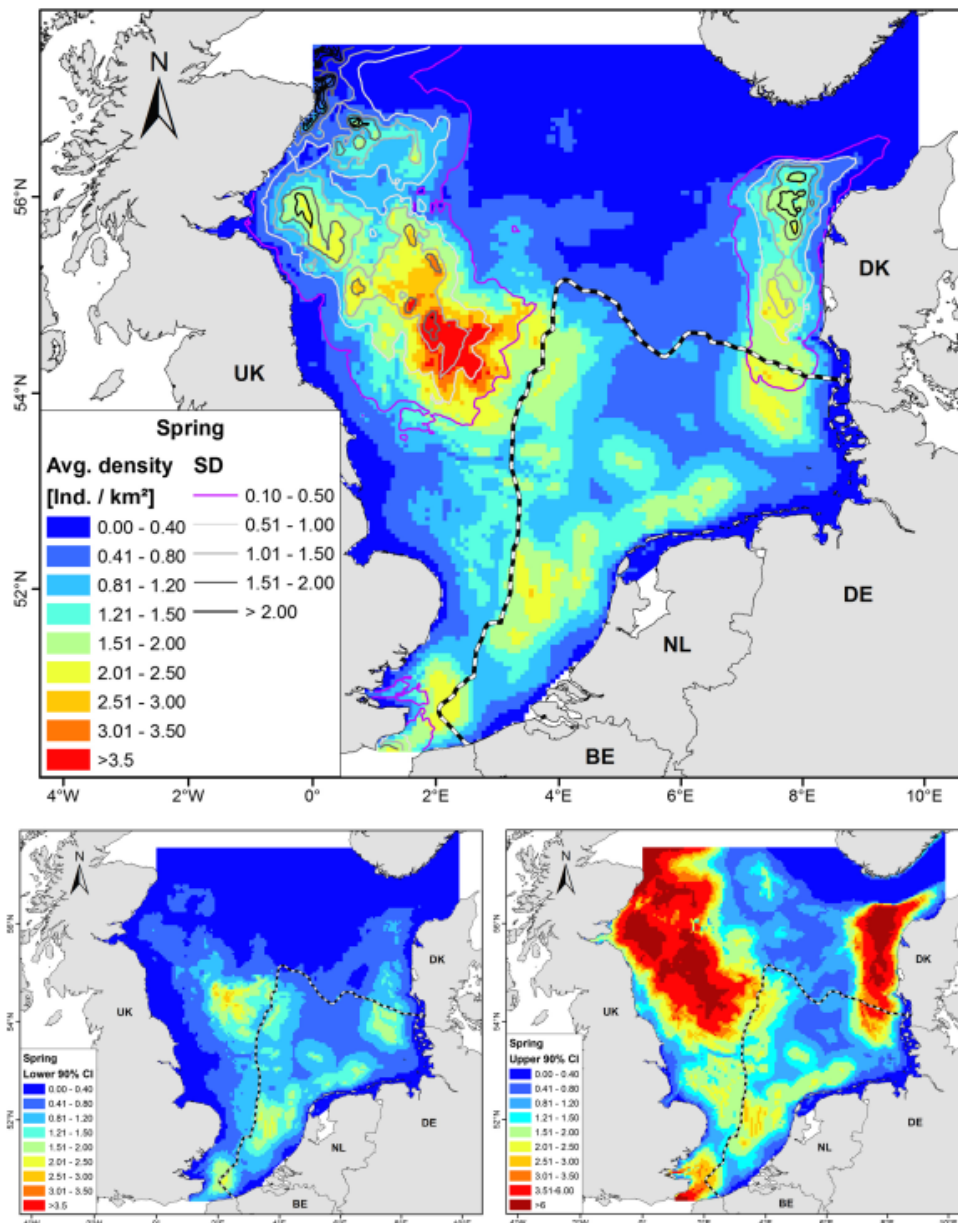 N
56°N
DK
UK
54°N
Spring
Avg. density SD
[Ind. / km²]
0.10 - 0.50
0.00 - 0.40
0.51 - 1.00
0.41 - 0.80
1.01 - 1.50
0.81 - 1.20
1.51 - 2.00
1.21 - 1.50
> 2.00
1.51 - 2.00
2.01 - 2.50
2.51 - 3.00
3.01 - 3.50
>3.5
52°N
DE
NL
BE
4°W 2°W 0° 2°E 4°E 6°E 8°E 10°E
N
56°N
DK
UK
54°N
Spring
Lower 90% CI
0.00 - 0.40
0.41 - 0.80
0.81 - 1.20
1.21 - 1.50
1.51 - 2.00
2.01 - 2.50
2.51 - 3.00
3.01 - 3.50
>3.5
52°N
DE
NL
BE
N
56°N
DK
UK
54°N
Spring
Upper 90% CI
0.00 - 0.40
0.41 - 0.80
0.81 - 1.20
1.21 - 1.50
1.51 - 2.00
2.01 - 2.50
2.51 - 3.00
3.01 - 3.50
3.51-6.00
>6
52°N
DE
NL
BE